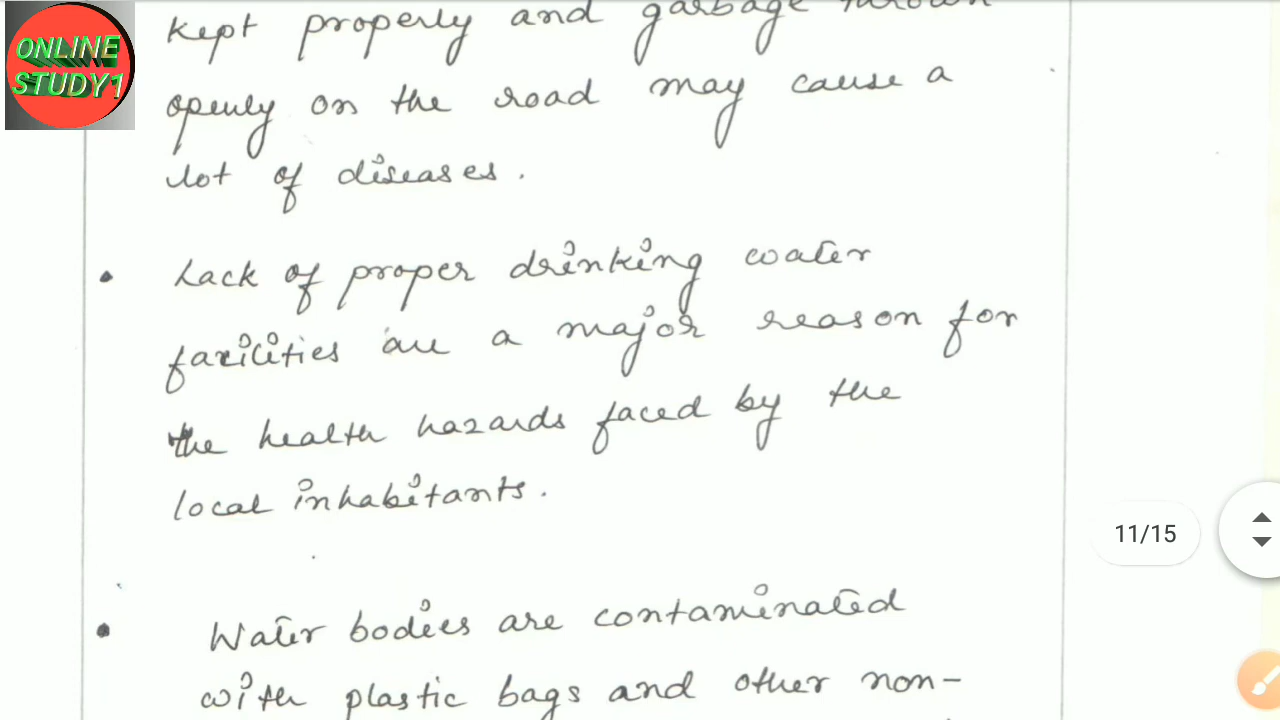 ONLINE
STUDY1
kept properly and garbage thrown
openly on the road may cause a
lot of diseases.
• Lack of proper drinking water
facilities are a major reason for
the health hazards faced by the
local inhabitants.
11/15
• Water bodies are contaminated
with plastic bags and other non-